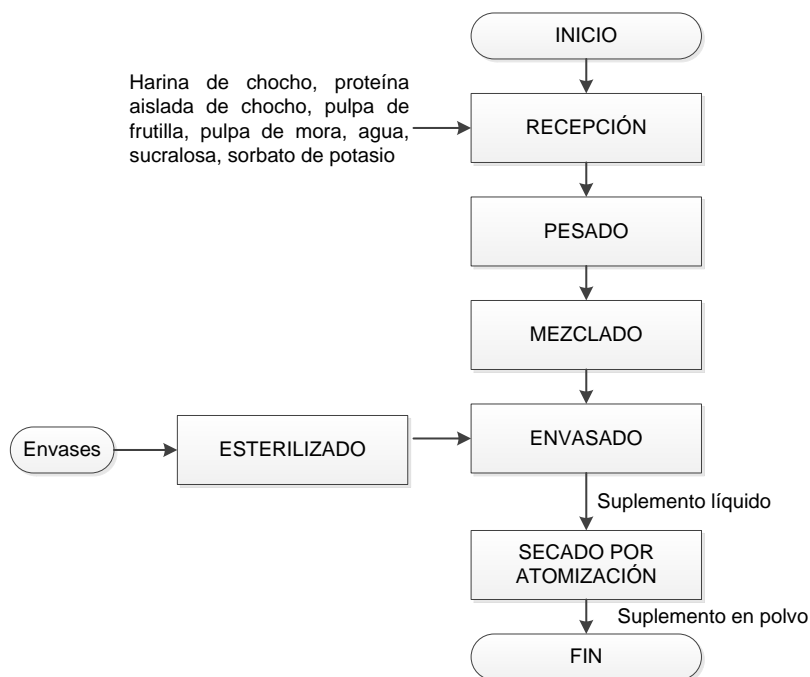 INICIO
Harina de chocho, proteína
aislada de chocho, pulpa de
frutilla, pulpa de mora, agua,
sucralosa, sorbato de potasio
RECEPCIÓN
PESADO
MEZCLADO
Envases
ESTERILIZADO
ENVASADO
Suplemento líquido
SECADO POR
ATOMIZACIÓN
Suplemento en polvo
FIN